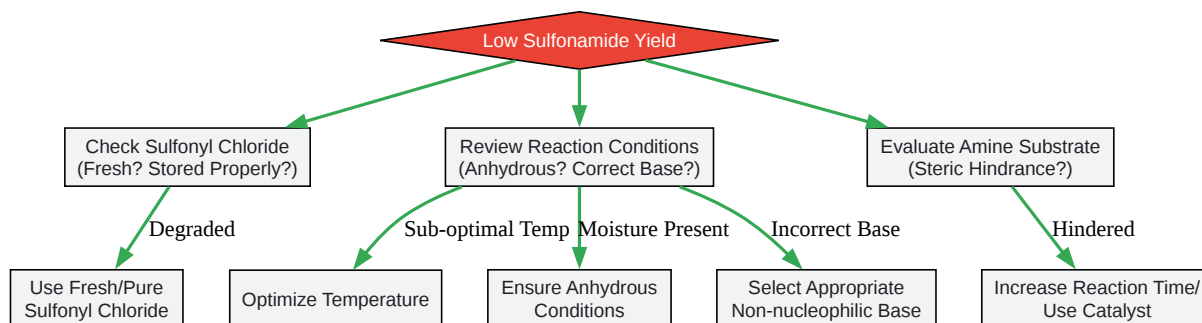 Low Sulfonamide Yield
Check Sulfonyl Chloride
(Fresh? Stored Properly?)
Review Reaction Conditions
(Anhydrous? Correct Base?)
Evaluate Amine Substrate
(Steric Hindrance?)
Degraded
Sub-optimal Temp
Moisture Present
Incorrect Base
Hindered
Use Fresh/Pure
Sulfonyl Chloride
Optimize Temperature
Ensure Anhydrous
Conditions
Select Appropriate
Non-nucleophilic Base
Increase Reaction Time/
Use Catalyst